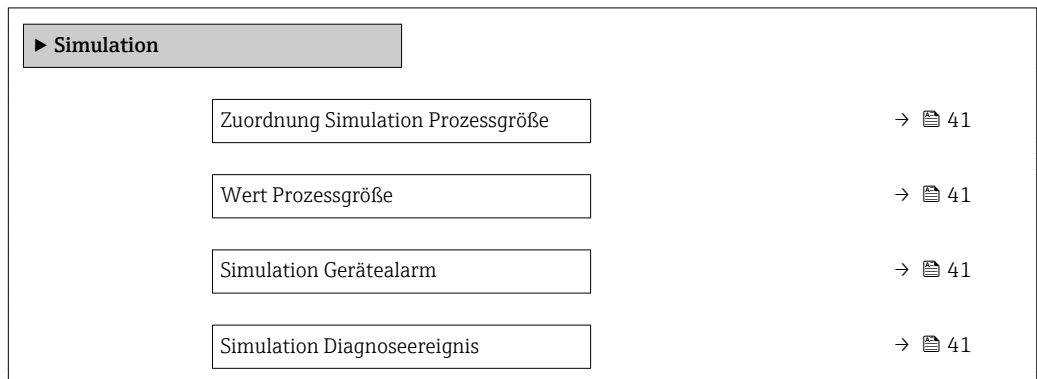 ▶ Simulation
Zuordnung Simulation Prozessgröße → 41
Wert Prozessgröße → 41
Simulation Gerätealarm → 41
Simulation Diagnoseereignis → 41